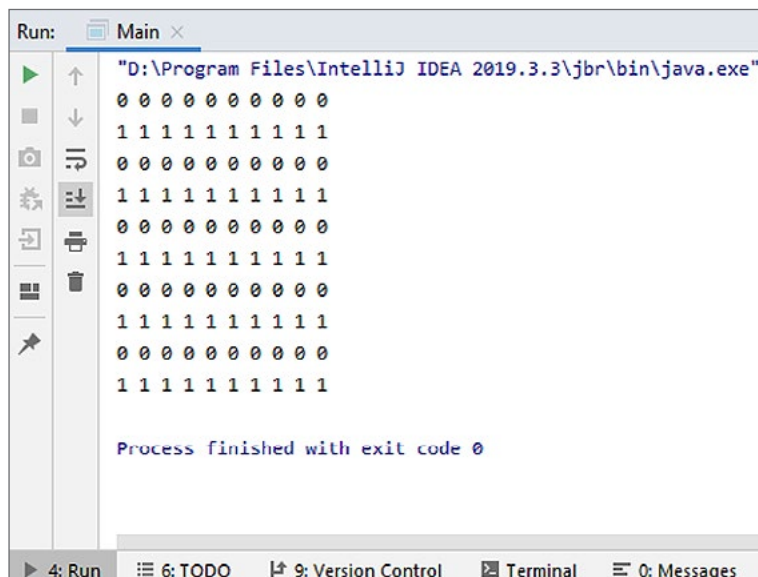 Run: Main ×
"D:\Program Files\IntelliJ IDEA 2019.3.3\jbr\bin\java.exe"
0 0 0 0 0 0 0 0 0 0
1 1 1 1 1 1 1 1 1 1
0 0 0 0 0 0 0 0 0 0
1 1 1 1 1 1 1 1 1 1
0 0 0 0 0 0 0 0 0 0
1 1 1 1 1 1 1 1 1 1
0 0 0 0 0 0 0 0 0 0
1 1 1 1 1 1 1 1 1 1
0 0 0 0 0 0 0 0 0 0
1 1 1 1 1 1 1 1 1 1
Process finished with exit code 0
4: Run 6: TODO 9: Version Control Terminal 0: Messages